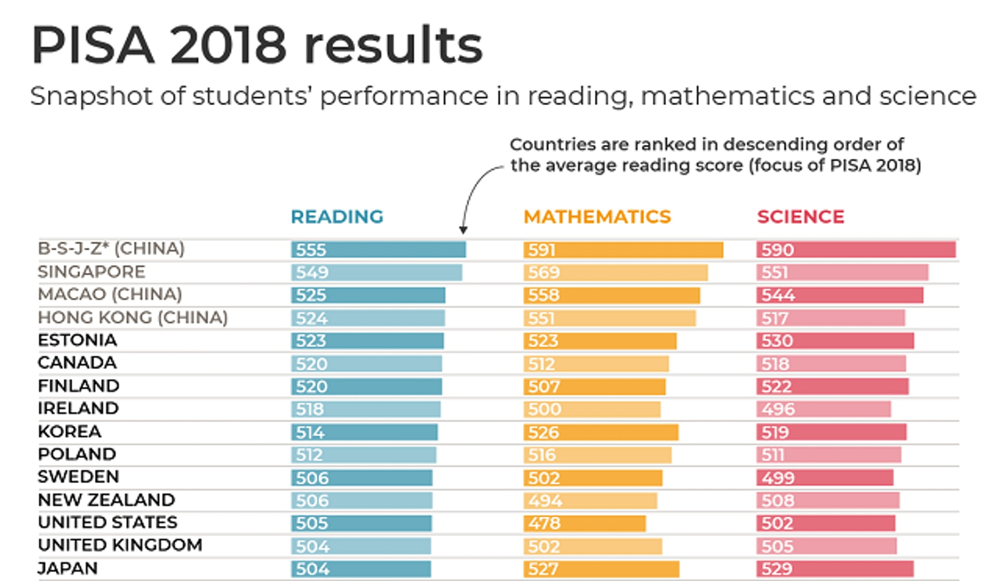 PISA 2018 results
Snapshot of students’ performance in reading, mathematics and science
Countries are ranked in descending order of
the average reading score (focus of PISA 2018)
READING MATHEMATICS SCIENCE
B-S-J-Z* (CHINA) 555 591 590
SINGAPORE 549 569 551
MACAO (CHINA) 525 558 544
HONG KONG (CHINA) 524 551 517
ESTONIA 523 523 530
CANADA 520 512 518
FINLAND 520 507 522
IRELAND 518 500 496
KOREA 514 526 519
POLAND 512 516 511
SWEDEN 506 502 499
NEW ZEALAND 506 494 508
UNITED STATES 505 478 502
UNITED KINGDOM 504 502 505
JAPAN 504 527 529